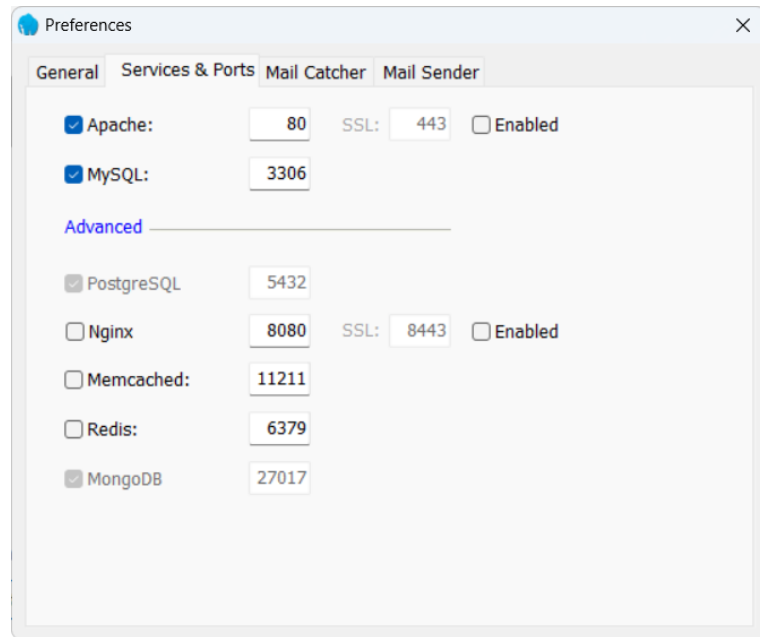 Preferences
General Services & Ports Mail Catcher Mail Sender
Apache: 80 SSL: 443 Enabled
MySQL: 3306
Advanced
PostgreSQL 5432
Nginx 8080 SSL: 8443 Enabled
Memcached: 11211
Redis: 6379
MongoDB 27017